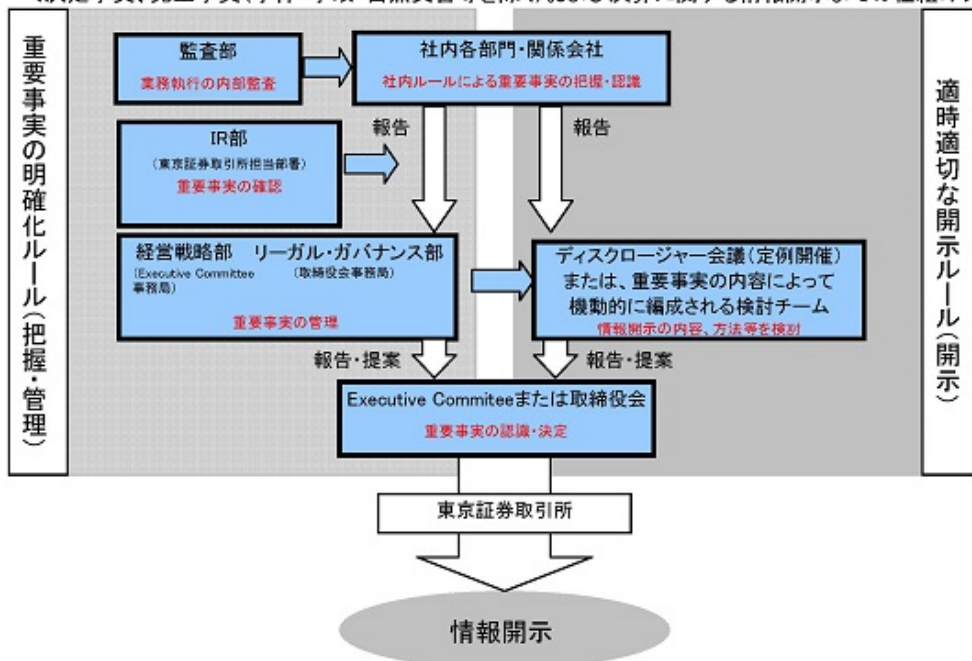 重要事実の明確化ルール(把握・管理)
監査部
業務執行の内部監査
社内各部門・関係会社
社内ルールによる重要事実の把握・認識
適時適切な開示ルール(開示)
報告
報告
IR部
(東京証券取引所担当部署)
重要事実の確認
経営戦略部 リーガル・ガバナンス部
(Executive Committee
事務局)
(取締役会事務局)
重要事実の管理
ディスクロージャー会議(定例開催)
または、重要事実の内容によって
機動的に編成される検討チーム
情報開示の内容、方法等を検討
報告・提案
報告・提案
Executive Commiteeまたは取締役会
重要事実の認識・決定
東京証券取引所
情報開示